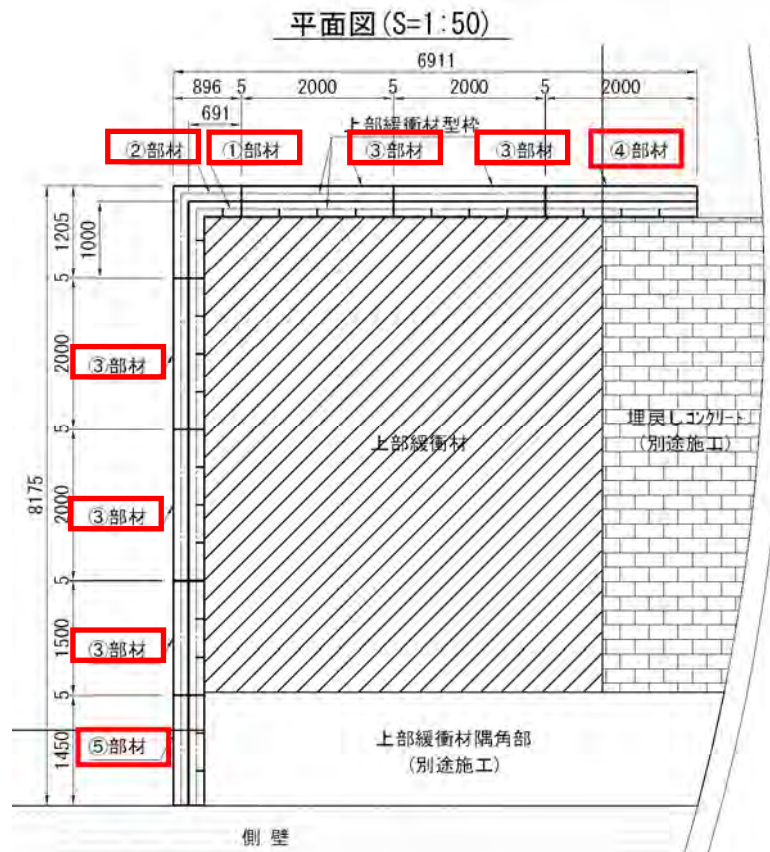 平面図(S=1:50)
6911
896 5 2000 5 2000 5 2000
691
上部緩衝材型枠
②部材 ①部材 ③部材 ③部材 ④部材
1205
1000
5
2000
③部材
5
上部緩衝材
埋戻しコンクリート
(別途施工)
8175
2000
③部材
5
1500
③部材
5
1450
⑤部材
上部緩衝材隅角部
(別途施工)
側 壁